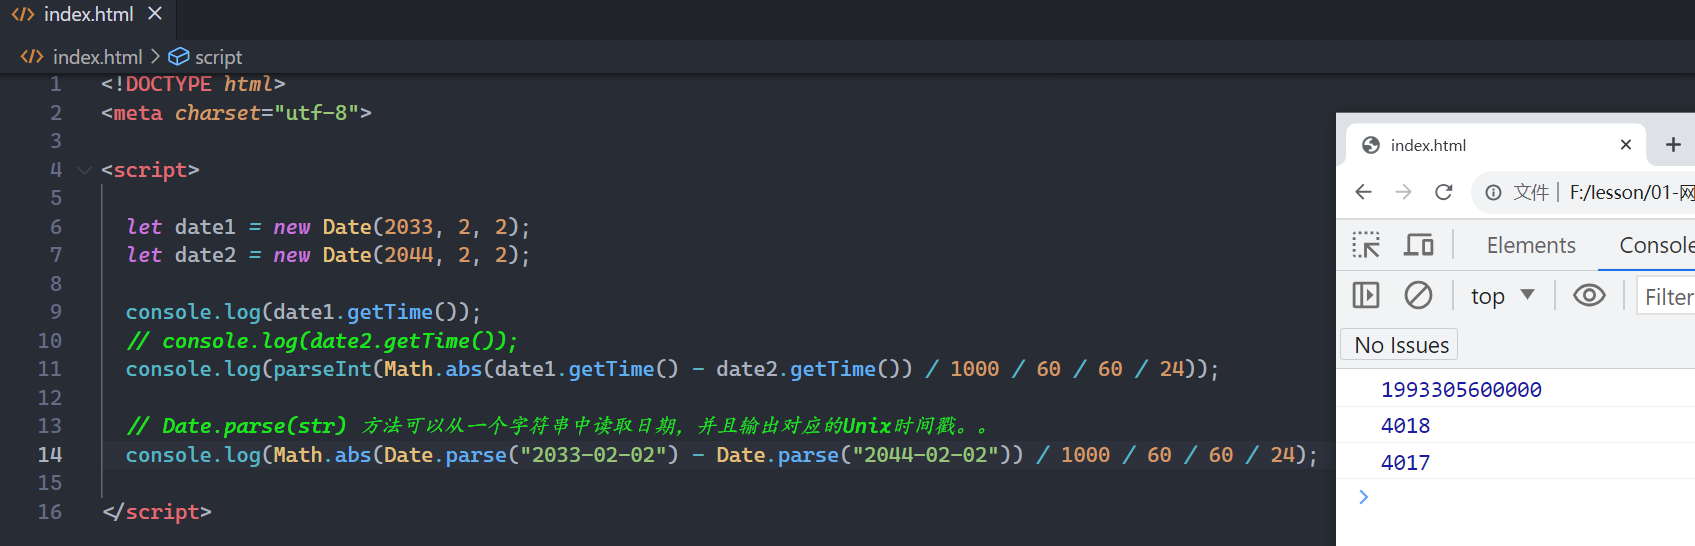 index.html
index.html > script
1 <!DOCTYPE html>
2 <meta charset="utf-8">
3
4 <script>
5
6 let date1 = new Date(2033, 2, 2);
7 let date2 = new Date(2044, 2, 2);
8
9 console.log(date1.getTime());
10 // console.log(date2.getTime());
11 console.log(parseInt(Math.abs(date1.getTime() - date2.getTime()) / 1000 / 60 / 60 / 24));
12
13 // Date.parse(str) 方法可以从一个字符串中读取日期，并且输出对应的Unix时间戳。。
14 console.log(Math.abs(Date.parse("2033-02-02") - Date.parse("2044-02-02")) / 1000 / 60 / 60 / 24);
15
16 </script>
index.html
文件 | F:/lesson/01-网
Elements Console
top Filter
No Issues
1993305600000
4018
4017